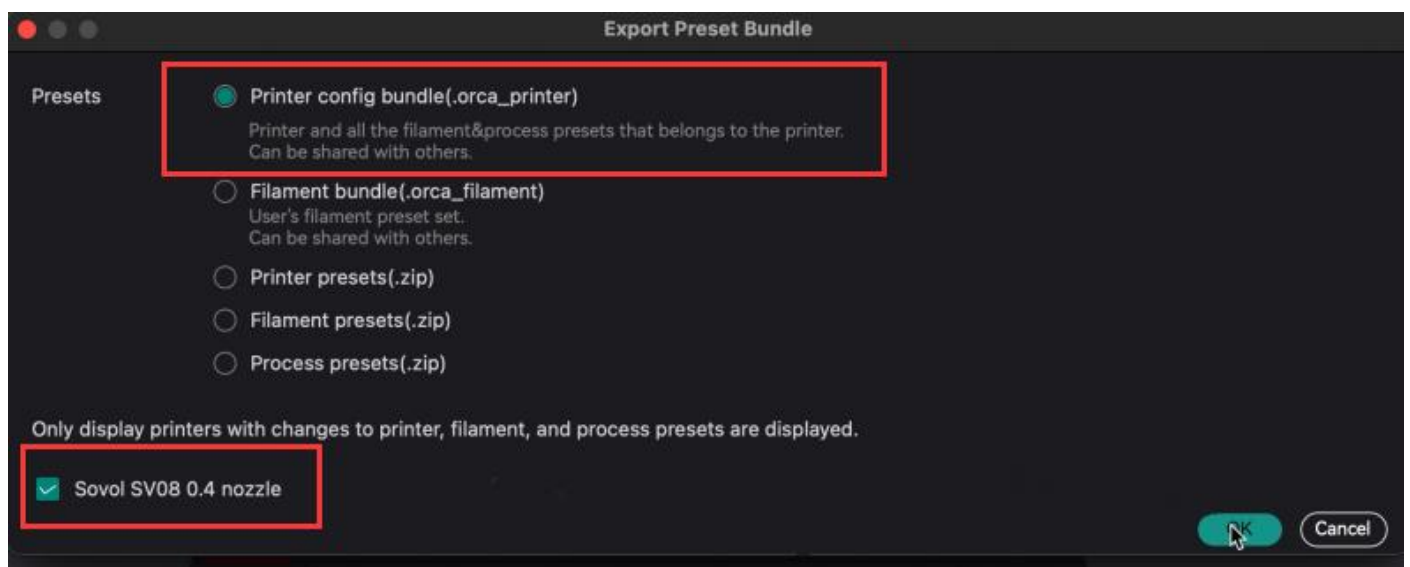 Export Preset Bundle
Presets
Printer config bundle(.orca_printer)
Printer and all the filament&process presets that belongs to the printer.
Can be shared with others.
Filament bundle(.orca_filament)
User's filament preset set.
Can be shared with others.
Printer presets(.zip)
Filament presets(.zip)
Process presets(.zip)
Only display printers with changes to printer, filament, and process presets are displayed.
Sovol SV08 0.4 nozzle
OK
Cancel